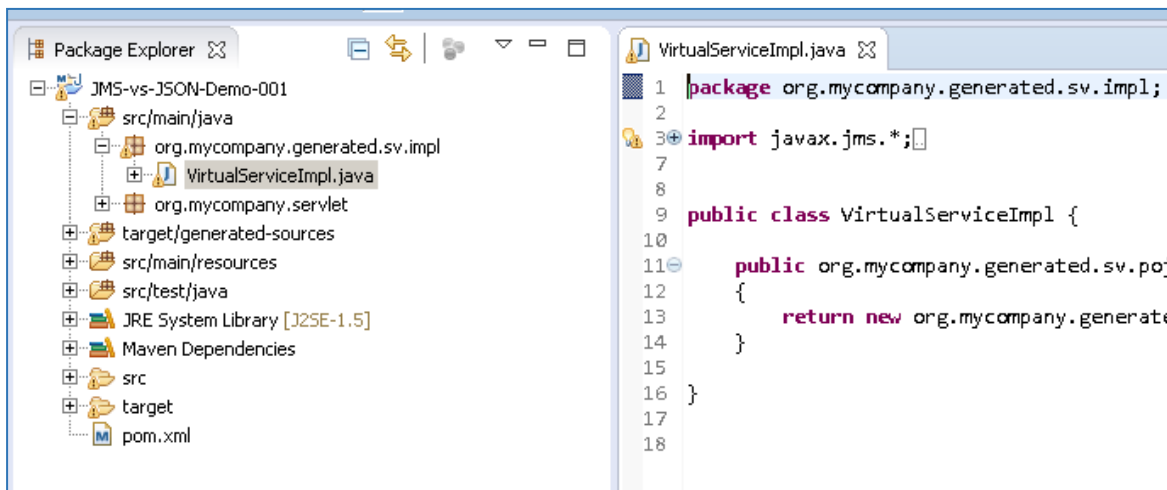 Package Explorer
JMS-vs-JSON-Demo-001
src/main/java
org.mycompany.generated.sv.impl
VirtualServiceImpl.java
org.mycompany.servlet
target/generated-sources
src/main/resources
src/test/java
JRE System Library [J2SE-1.5]
Maven Dependencies
src
target
pom.xml
VirtualServiceImpl.java
1 package org.mycompany.generated.sv.impl;
2
3 import javax.jms.*;
7
8
9 public class VirtualServiceImpl {
10
11 public org.mycompany.generated.sv.poj
12 {
13 return new org.mycompany.generate
14 }
15
16 }
17
18